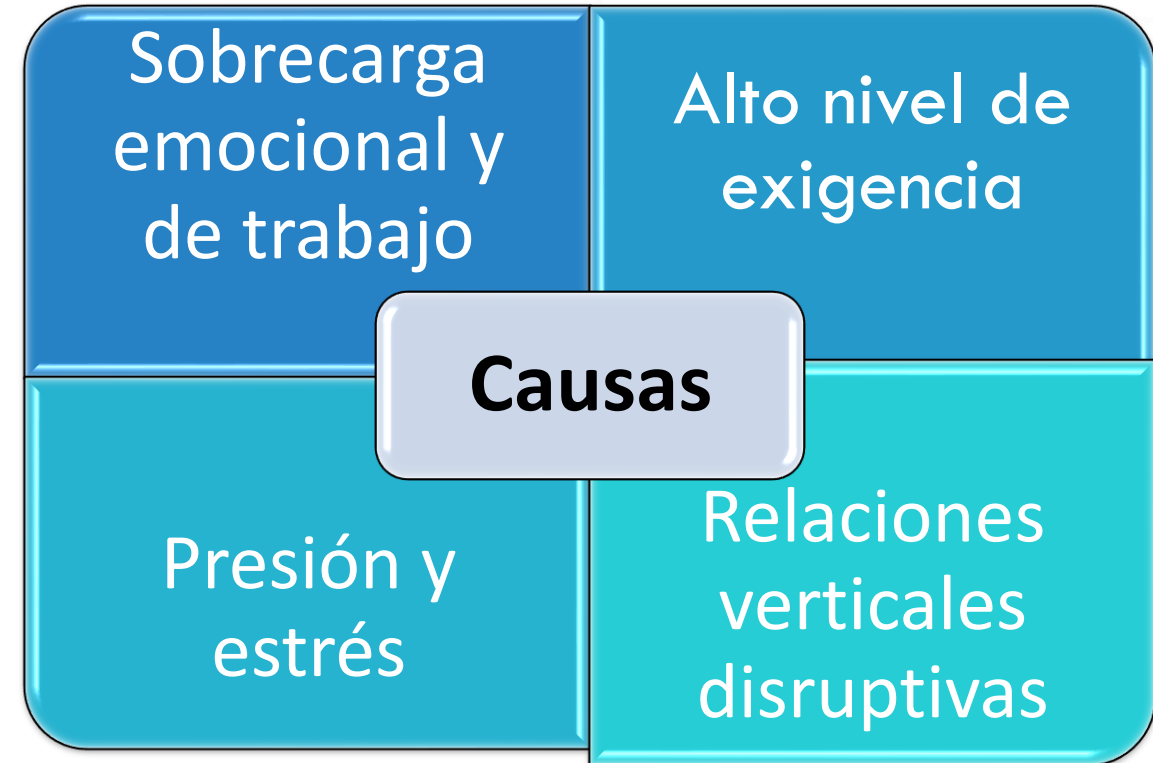 Sobrecarga
emocional y
de trabajo
Alto nivel de
exigencia
Causas
Presión y
estrés
Relaciones
verticales
disruptivas